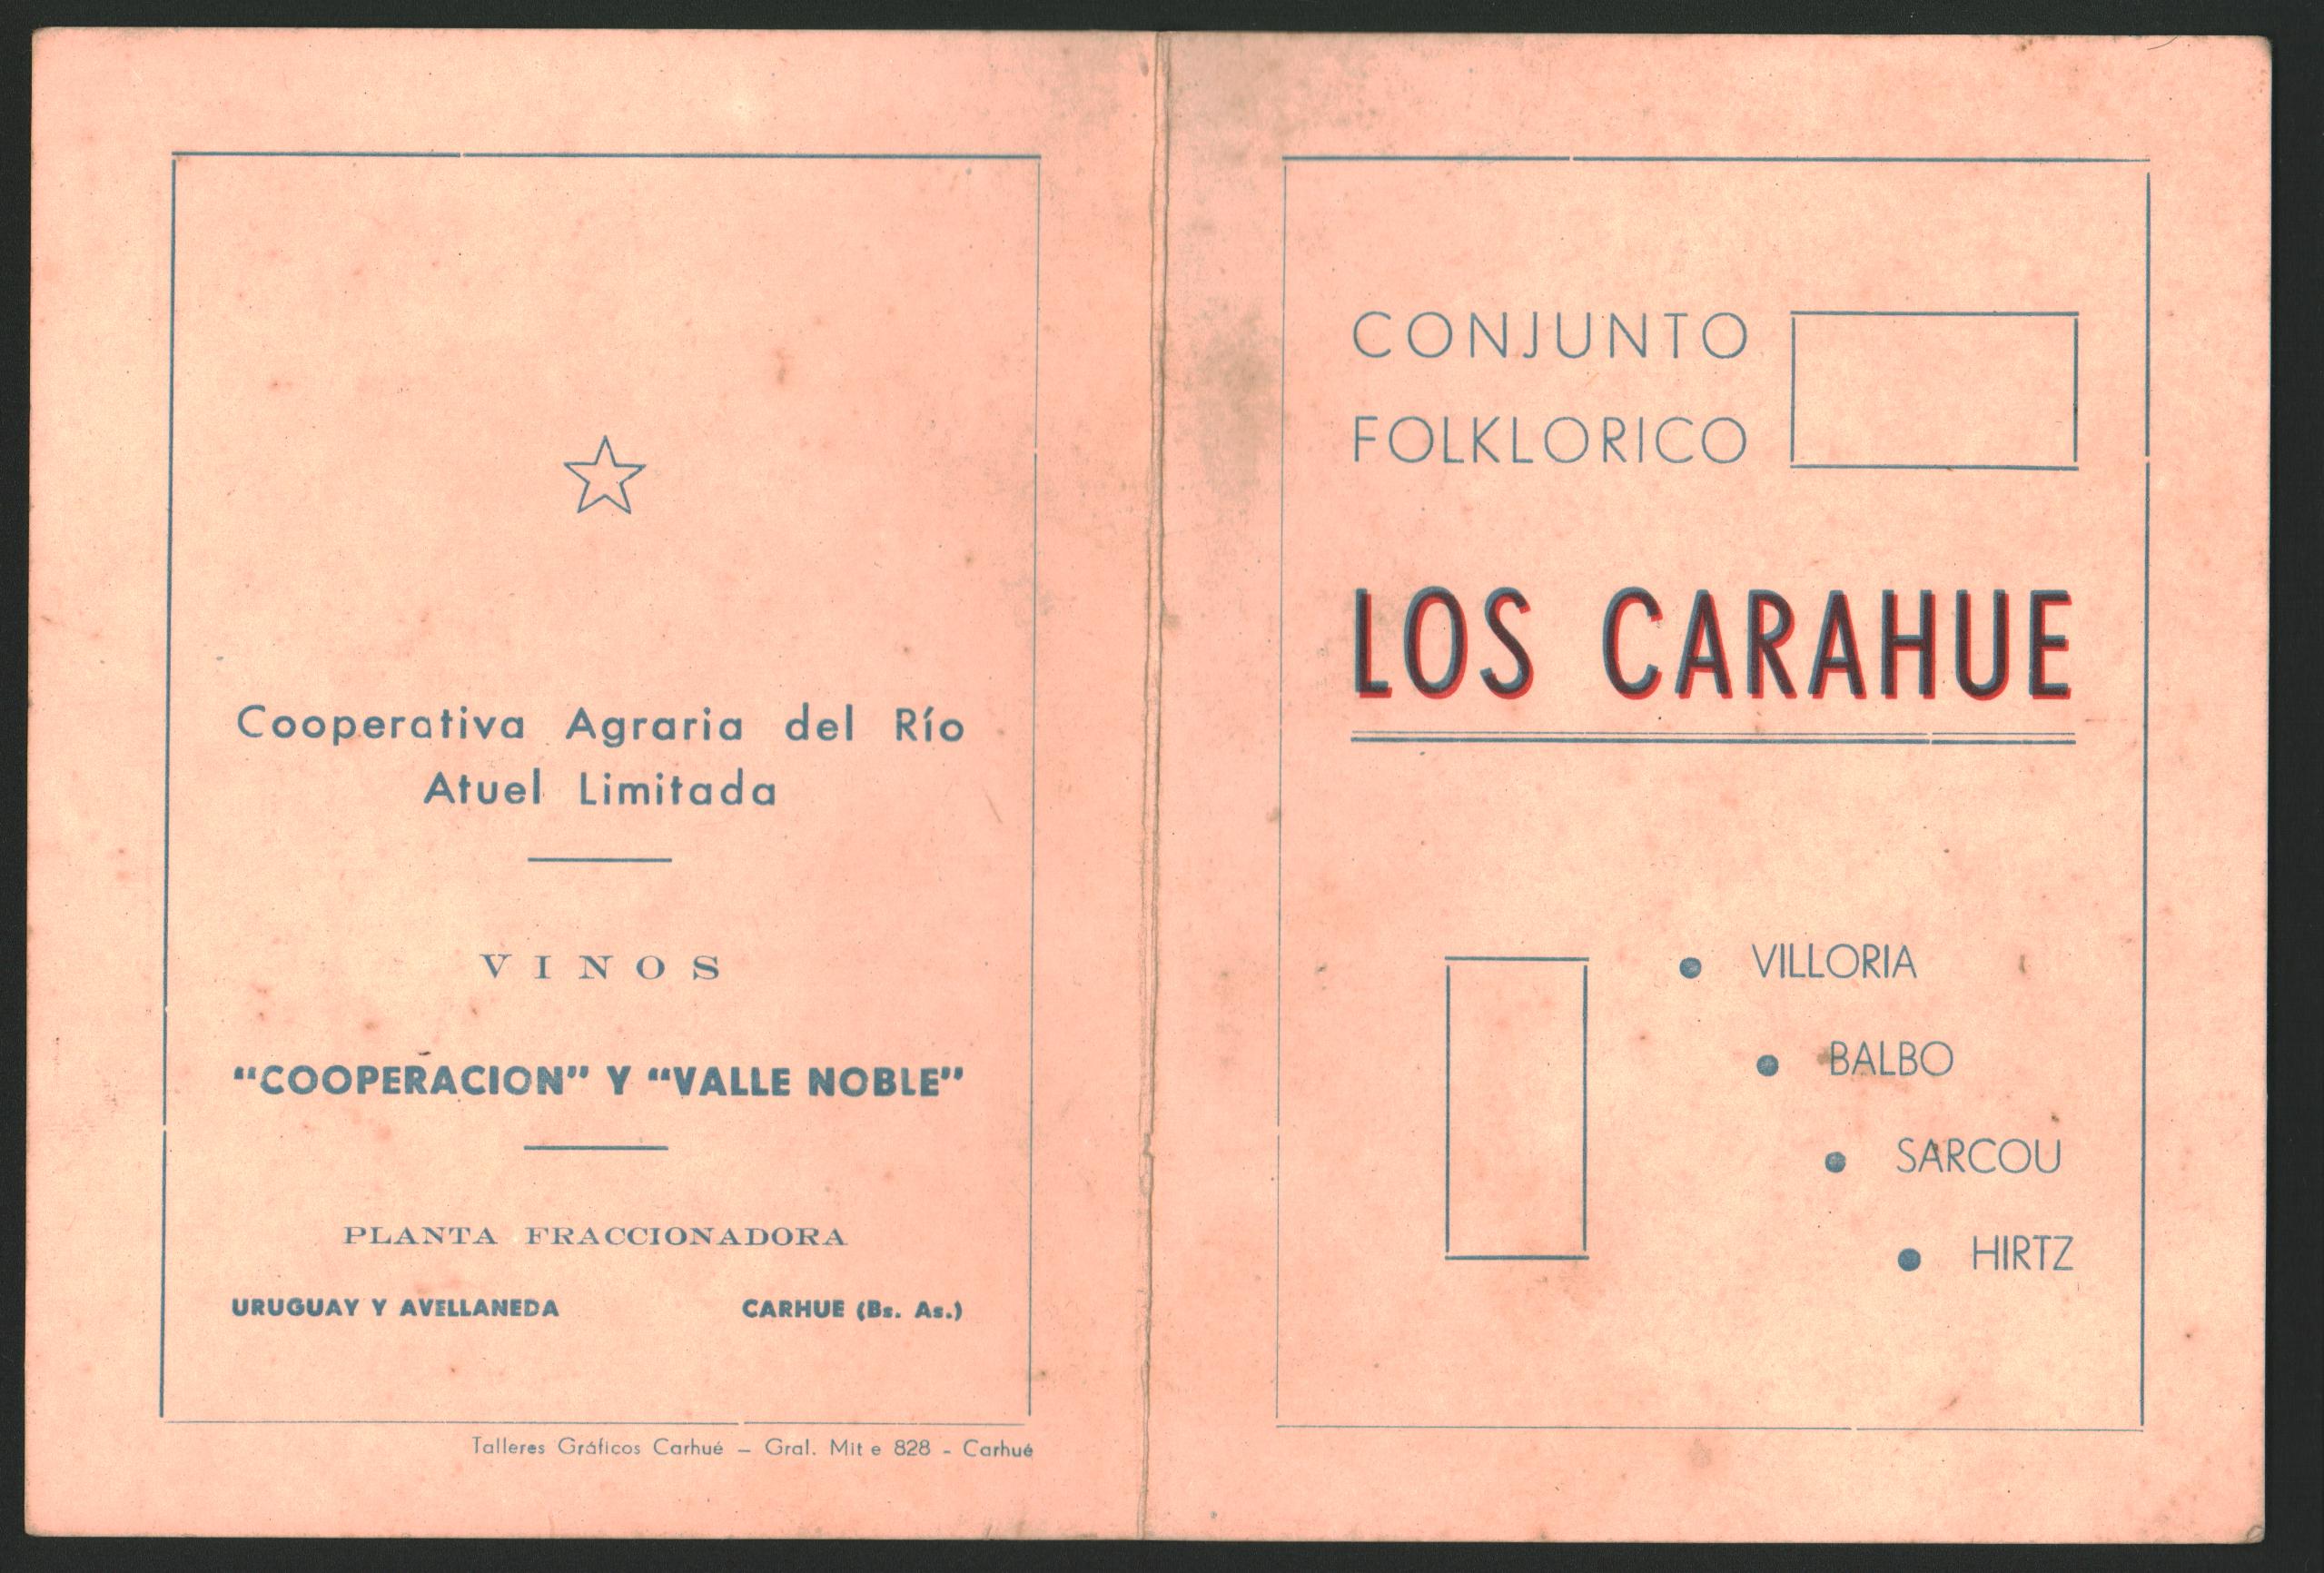 Cooperativa Agraria del Río
Atuel Limitada
VINOS
“COOPERACION” Y “VALLE NOBLE”
PLANTA FRACCIONADORA
URUGUAY Y AVELLANEDA CARHUE (Bs. As.)
Talleres Gráficos Carhué – Gral. Mit e 828 - Carhué
CONJUNTO
FOLKLORICO
LOS CARAHUE
• VILLORIA
• BALBO
• SARCOU
• HIRTZ